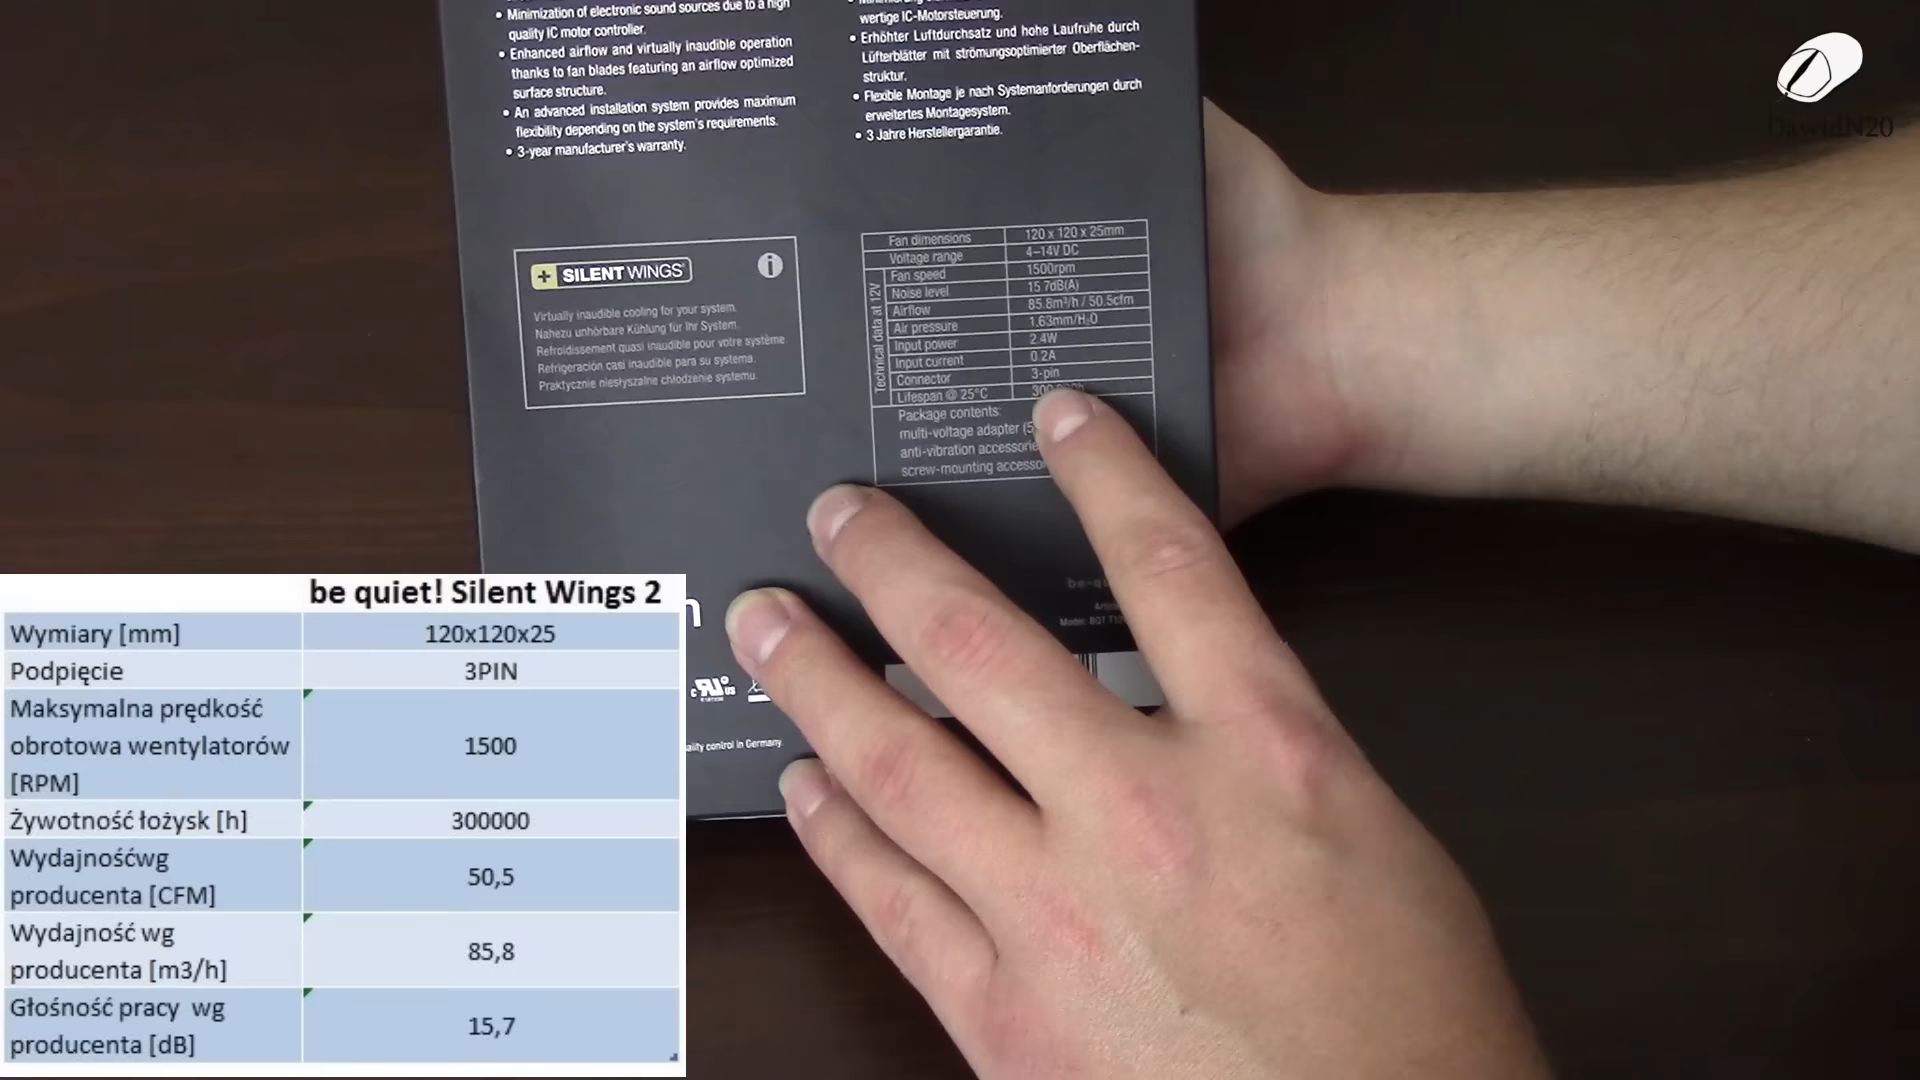 Minimization of electronic sound sources due to a high
quality IC motor controller.
• Enhanced airflow and virtually inaudible operation
thanks to fan blades featuring an airflow optimized
surface structure.
• An advanced installation system provides maximum
flexibility depending on the system's requirements.
• 3-year manufacturer's warranty.
wertige IC-Motorsteuerung.
• Erhöhter Luftdurchsatz und hohe Laufruhe durch
Lüfterblätter mit strömungsoptimierter Oberflächen-
struktur.
• Flexible Montage je nach Systemanforderungen durch
erweitertes Montagesystem.
• 3 Jahre Herstellergarantie.
DawidN20
+ SILENT WINGS
i
Virtually inaudible cooling for your system.
Nahezu unhörbare Kühlung für Ihr System.
Refroidissement quasi inaudible pour votre système
Refrigeración casi inaudible para su systema.
Praktycznie niesłyszalne chłodzenie systemu.
Fan dimensions 120 x 120 x 25mm
Voltage range 4–14V DC
Technical data at 12V
Fan speed 1500rpm
Noise level 15.7dB(A)
Airflow 85.8m³/h / 50.5cfm
Air pressure 1.63mm/H₂O
Input power 2.4W
Input current 0.2A
Connector 3-pin
Lifespan @ 25°C
Package contents:
multi-voltage adapter (5
anti-vibration
screw-mounting
Model: BQT
control in Germany
be quiet! Silent Wings 2
Wymiary [mm] 120x120x25
Podpięcie 3PIN
Maksymalna prędkość
obrotowa wentylatorów 1500
[RPM]
Żywotność łożysk [h] 300000
Wydajnośćwg
producenta [CFM] 50,5
Wydajność wg
producenta [m3/h] 85,8
Głośność pracy wg
producenta [dB] 15,7